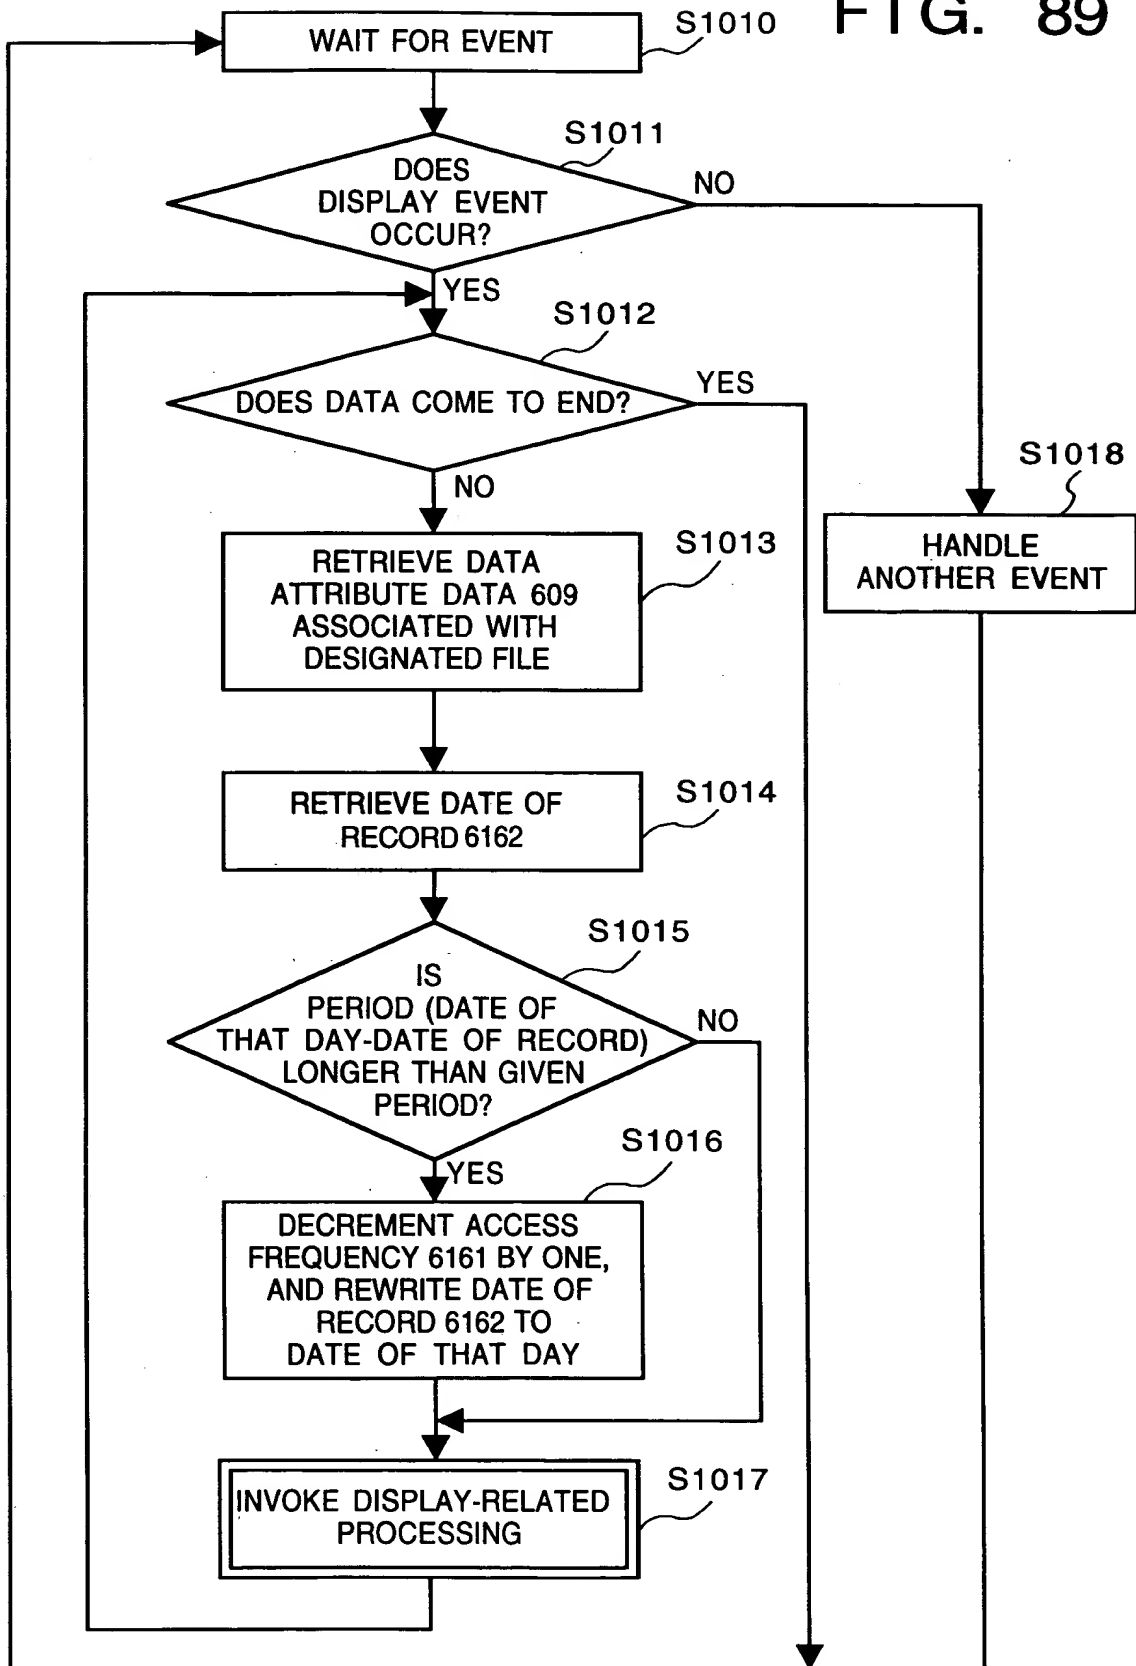 FIG. 89
WAIT FOR EVENT
S1010
S1011
DOES
DISPLAY EVENT
OCCUR?
NO
YES
S1012
DOES DATA COME TO END?
YES
NO
S1018
HANDLE
ANOTHER EVENT
S1013
RETRIEVE DATA
ATTRIBUTE DATA 609
ASSOCIATED WITH
DESIGNATED FILE
S1014
RETRIEVE DATE OF
RECORD 6162
S1015
IS
PERIOD (DATE OF
THAT DAY-DATE OF RECORD)
LONGER THAN GIVEN
PERIOD?
NO
YES
S1016
DECREMENT ACCESS
FREQUENCY 6161 BY ONE,
AND REWRITE DATE OF
RECORD 6162 TO
DATE OF THAT DAY
S1017
INVOKE DISPLAY-RELATED
PROCESSING